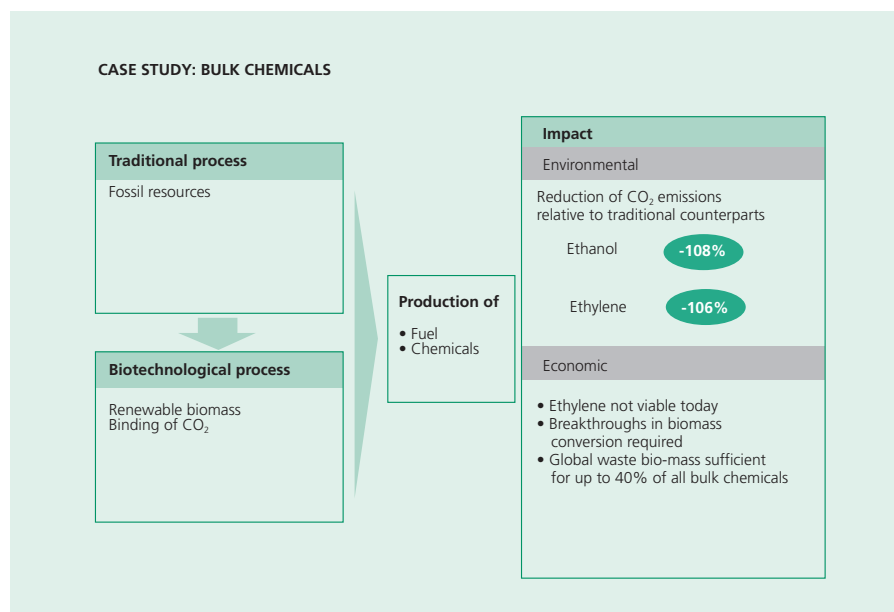 CASE STUDY: BULK CHEMICALS
Traditional process
Fossil resources
Biotechnological process
Renewable biomass
Binding of CO₂
Production of
• Fuel
• Chemicals
Impact
Environmental
Reduction of CO₂ emissions
relative to traditional counterparts
Ethanol -108%
Ethylene -106%
Economic
• Ethylene not viable today
• Breakthroughs in biomass
conversion required
• Global waste bio-mass sufficient
for up to 40% of all bulk chemicals